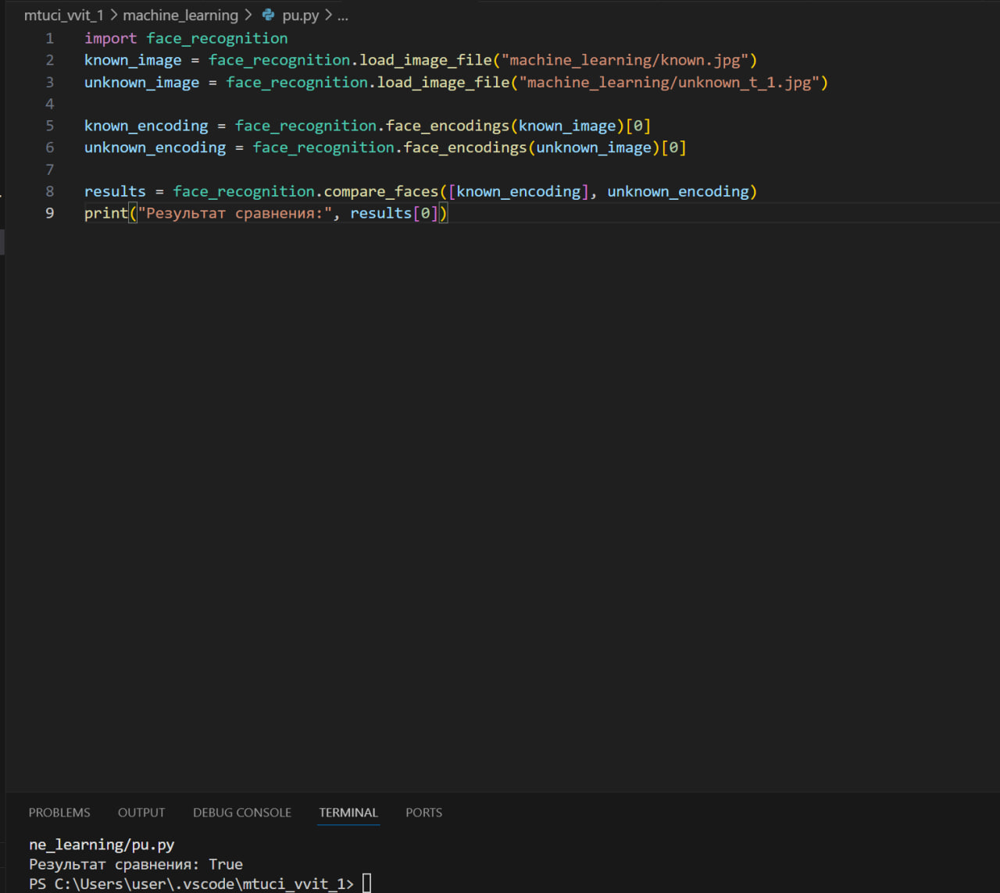 mtuci_vvit_1 > machine_learning > pu.py > ...
1 import face_recognition
2 known_image = face_recognition.load_image_file("machine_learning/known.jpg")
3 unknown_image = face_recognition.load_image_file("machine_learning/unknown_t_1.jpg")
4
5 known_encoding = face_recognition.face_encodings(known_image)[0]
6 unknown_encoding = face_recognition.face_encodings(unknown_image)[0]
7
8 results = face_recognition.compare_faces([known_encoding], unknown_encoding)
9 print("Результат сравнения:", results[0])
PROBLEMS OUTPUT DEBUG CONSOLE TERMINAL PORTS
ne_learning/pu.py
Результат сравнения: True
PS C:\Users\user\.vscode\mtuci_vvit_1>